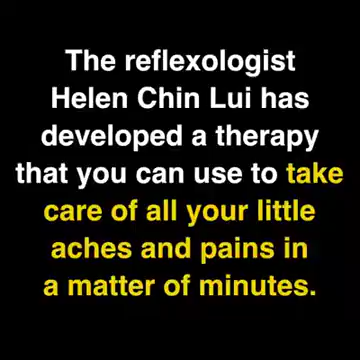 The reflexologist
Helen Chin Lui has
developed a therapy
that you can use to take
care of all your little
aches and pains in
a matter of minutes.